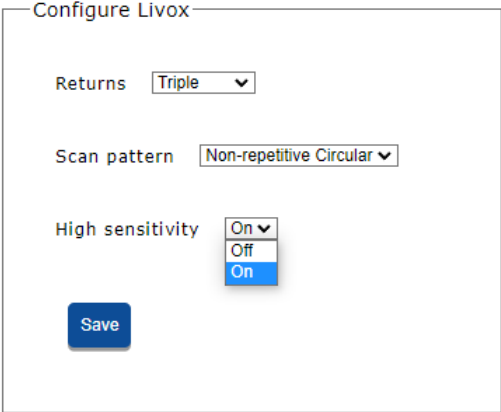 Configure Livox
Returns Triple
Scan pattern Non-repetitive Circular
High sensitivity On
Off
On
Save